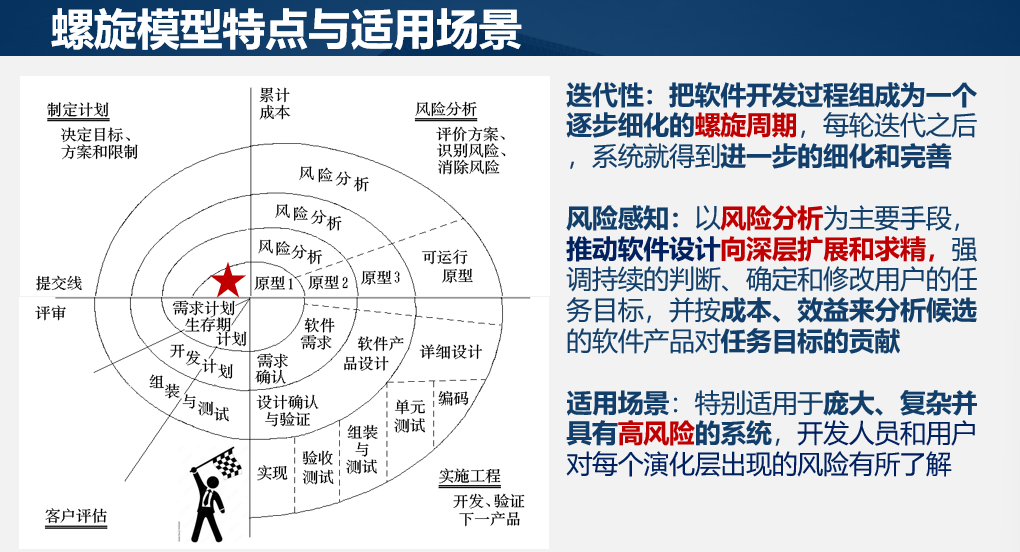 螺旋模型特点与适用场景
制定计划
决定目标、
方案和限制
累计
成本
风险分析
评价方案、
识别风险、
消除风险
风险分析
风险分析
风险分析
可运行
原型
原型1
原型2
原型3
提交线
评审
需求计划
生存期
计划
开发计划
组装与测试
软件
需求
需求
确认
软件产
品设计
详细设计
设计确认
与验证
单元
测试
编码
组装
与
测试
验收
测试
实现
实施工程
开发、验证
下一产品
客户评估
迭代性：把软件开发过程组成为一个
逐步细化的螺旋周期，每轮迭代之后
，系统就得到进一步的细化和完善
风险感知：以风险分析为主要手段，
推动软件设计向深层扩展和求精，强
调持续的判断、确定和修改用户的任
务目标，并按成本、效益来分析候选
的软件产品对任务目标的贡献
适用场景：特别适用于庞大、复杂并
具有高风险的系统，开发人员和用户
对每个演化层出现的风险有所了解